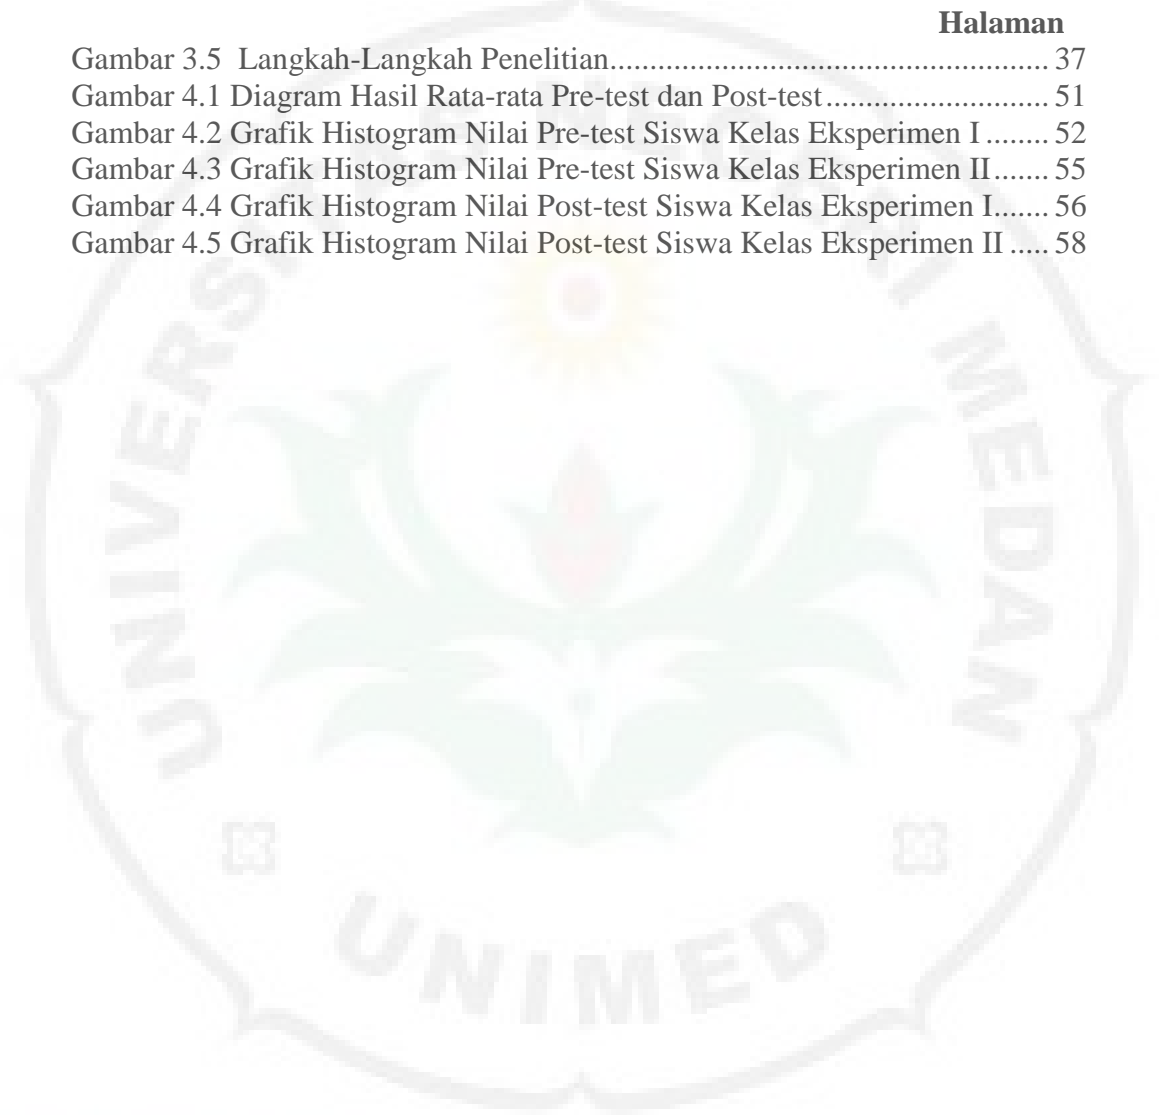 Halaman
Gambar 3.5 Langkah-Langkah Penelitian................................................................ 37
Gambar 4.1 Diagram Hasil Rata-rata Pre-test dan Post-test................................. 51
Gambar 4.2 Grafik Histogram Nilai Pre-test Siswa Kelas Eksperimen I......... 52
Gambar 4.3 Grafik Histogram Nilai Pre-test Siswa Kelas Eksperimen II........ 55
Gambar 4.4 Grafik Histogram Nilai Post-test Siswa Kelas Eksperimen I....... 56
Gambar 4.5 Grafik Histogram Nilai Post-test Siswa Kelas Eksperimen II ..... 58
UNIVERSITAS NEGERI MEDAN
UNIMED